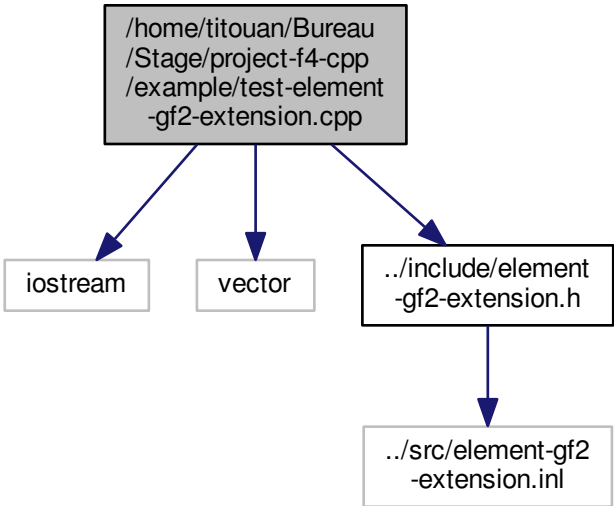 /home/titouan/Bureau
/Stage/project-f4-cpp
/example/test-element
-gf2-extension.cpp
iostream
vector
../include/element
-gf2-extension.h
../src/element-gf2
-extension.inl